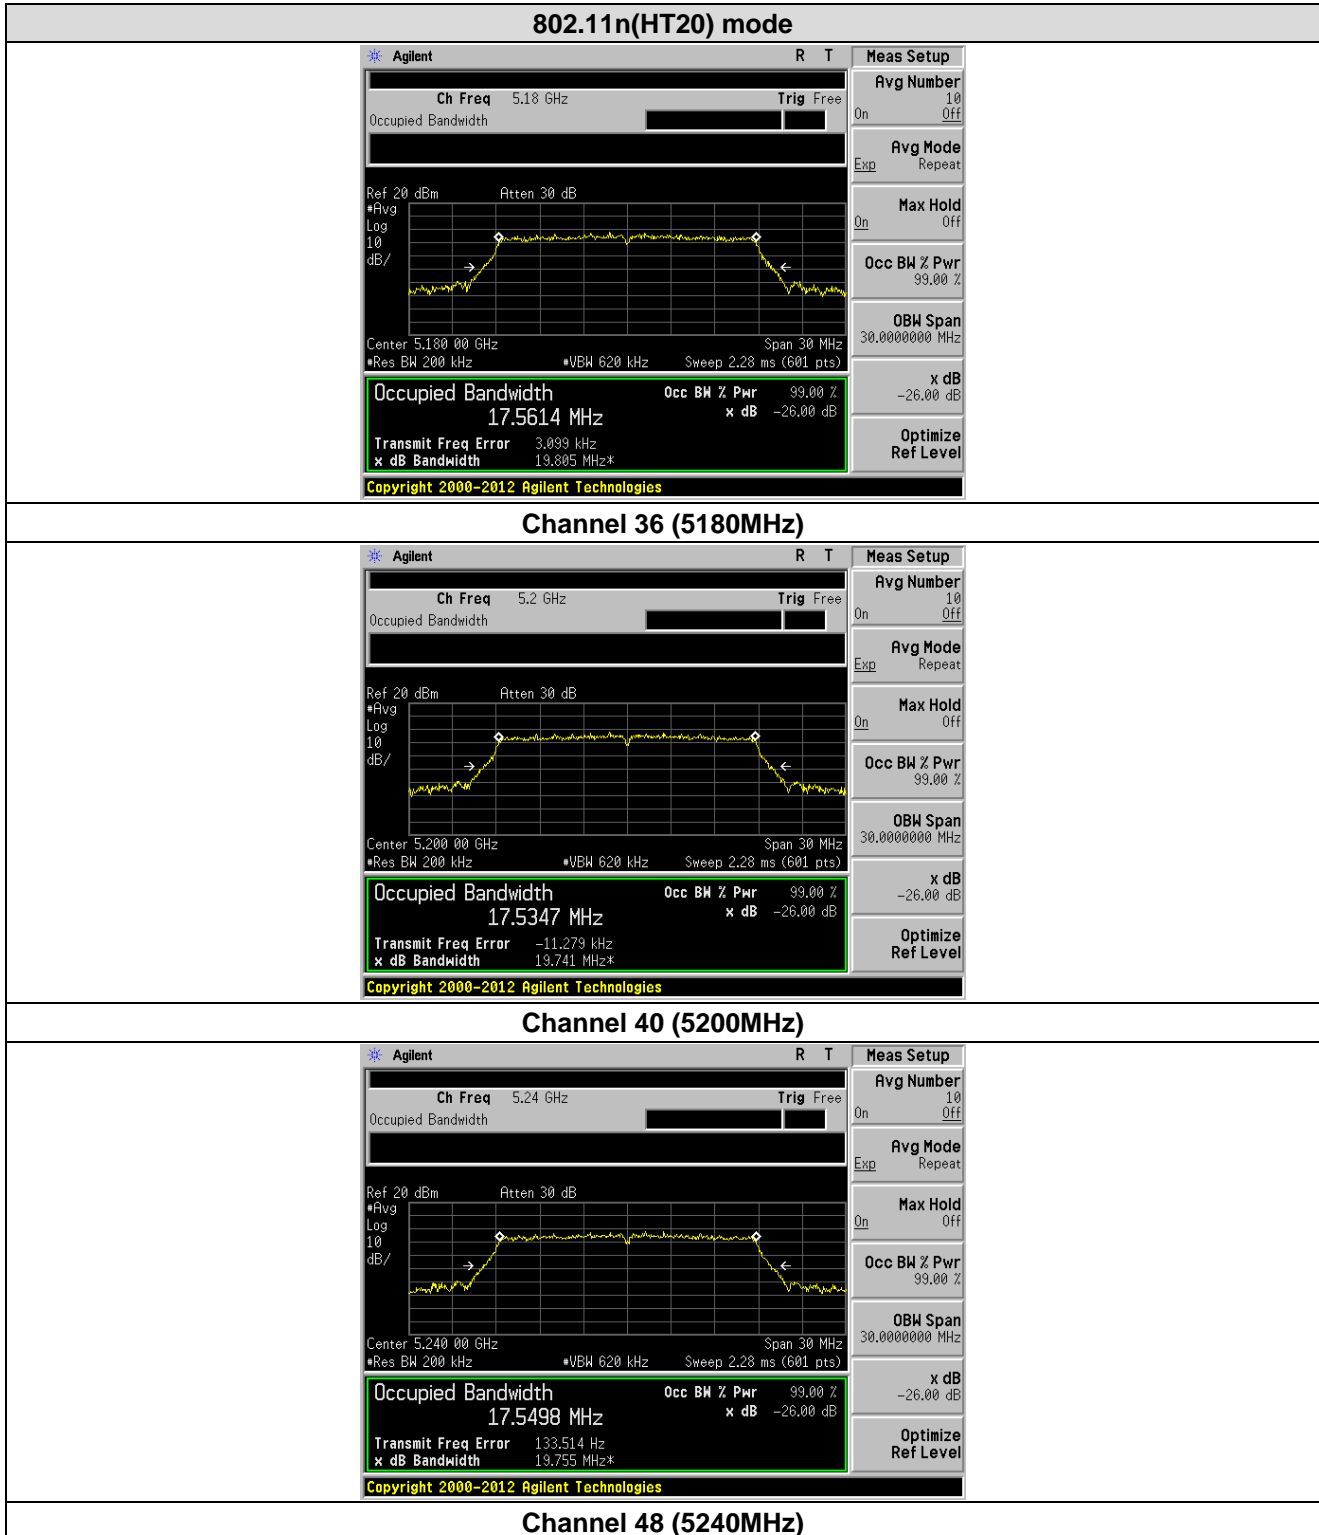 802.11n(HT20) mode
Agilent R T Meas Setup
Avg Number
10
On Off
Ch Freq 5.18 GHz Trig Free
Occupied Bandwidth
Avg Mode
Exp Repeat
Ref 20 dBm Atten 30 dB
Max Hold
On Off
#Avg
Log
10
dB/
Occ BW % Pwr
99.00 %
OBW Span
30.0000000 MHz
Center 5.180 00 GHz Span 30 MHz
#Res BW 200 kHz #VBW 620 kHz Sweep 2.28 ms (601 pts)
x dB
-26.00 dB
Occupied Bandwidth Occ BW % Pwr 99.00 %
17.5614 MHz x dB -26.00 dB
Optimize
Ref Level
Transmit Freq Error 3.099 kHz
x dB Bandwidth 19.805 MHz*
Copyright 2000-2012 Agilent Technologies
Channel 36 (5180MHz)
Agilent R T Meas Setup
Avg Number
10
On Off
Ch Freq 5.2 GHz Trig Free
Occupied Bandwidth
Avg Mode
Exp Repeat
Ref 20 dBm Atten 30 dB
Max Hold
On Off
#Avg
Log
10
dB/
Occ BW % Pwr
99.00 %
OBW Span
30.0000000 MHz
Center 5.200 00 GHz Span 30 MHz
#Res BW 200 kHz #VBW 620 kHz Sweep 2.28 ms (601 pts)
x dB
-26.00 dB
Occupied Bandwidth Occ BW % Pwr 99.00 %
17.5347 MHz x dB -26.00 dB
Optimize
Ref Level
Transmit Freq Error -11.279 kHz
x dB Bandwidth 19.741 MHz*
Copyright 2000-2012 Agilent Technologies
Channel 40 (5200MHz)
Agilent R T Meas Setup
Avg Number
10
On Off
Ch Freq 5.24 GHz Trig Free
Occupied Bandwidth
Avg Mode
Exp Repeat
Ref 20 dBm Atten 30 dB
Max Hold
On Off
#Avg
Log
10
dB/
Occ BW % Pwr
99.00 %
OBW Span
30.0000000 MHz
Center 5.240 00 GHz Span 30 MHz
#Res BW 200 kHz #VBW 620 kHz Sweep 2.28 ms (601 pts)
x dB
-26.00 dB
Occupied Bandwidth Occ BW % Pwr 99.00 %
17.5498 MHz x dB -26.00 dB
Optimize
Ref Level
Transmit Freq Error 133.514 Hz
x dB Bandwidth 19.755 MHz*
Copyright 2000-2012 Agilent Technologies
Channel 48 (5240MHz)